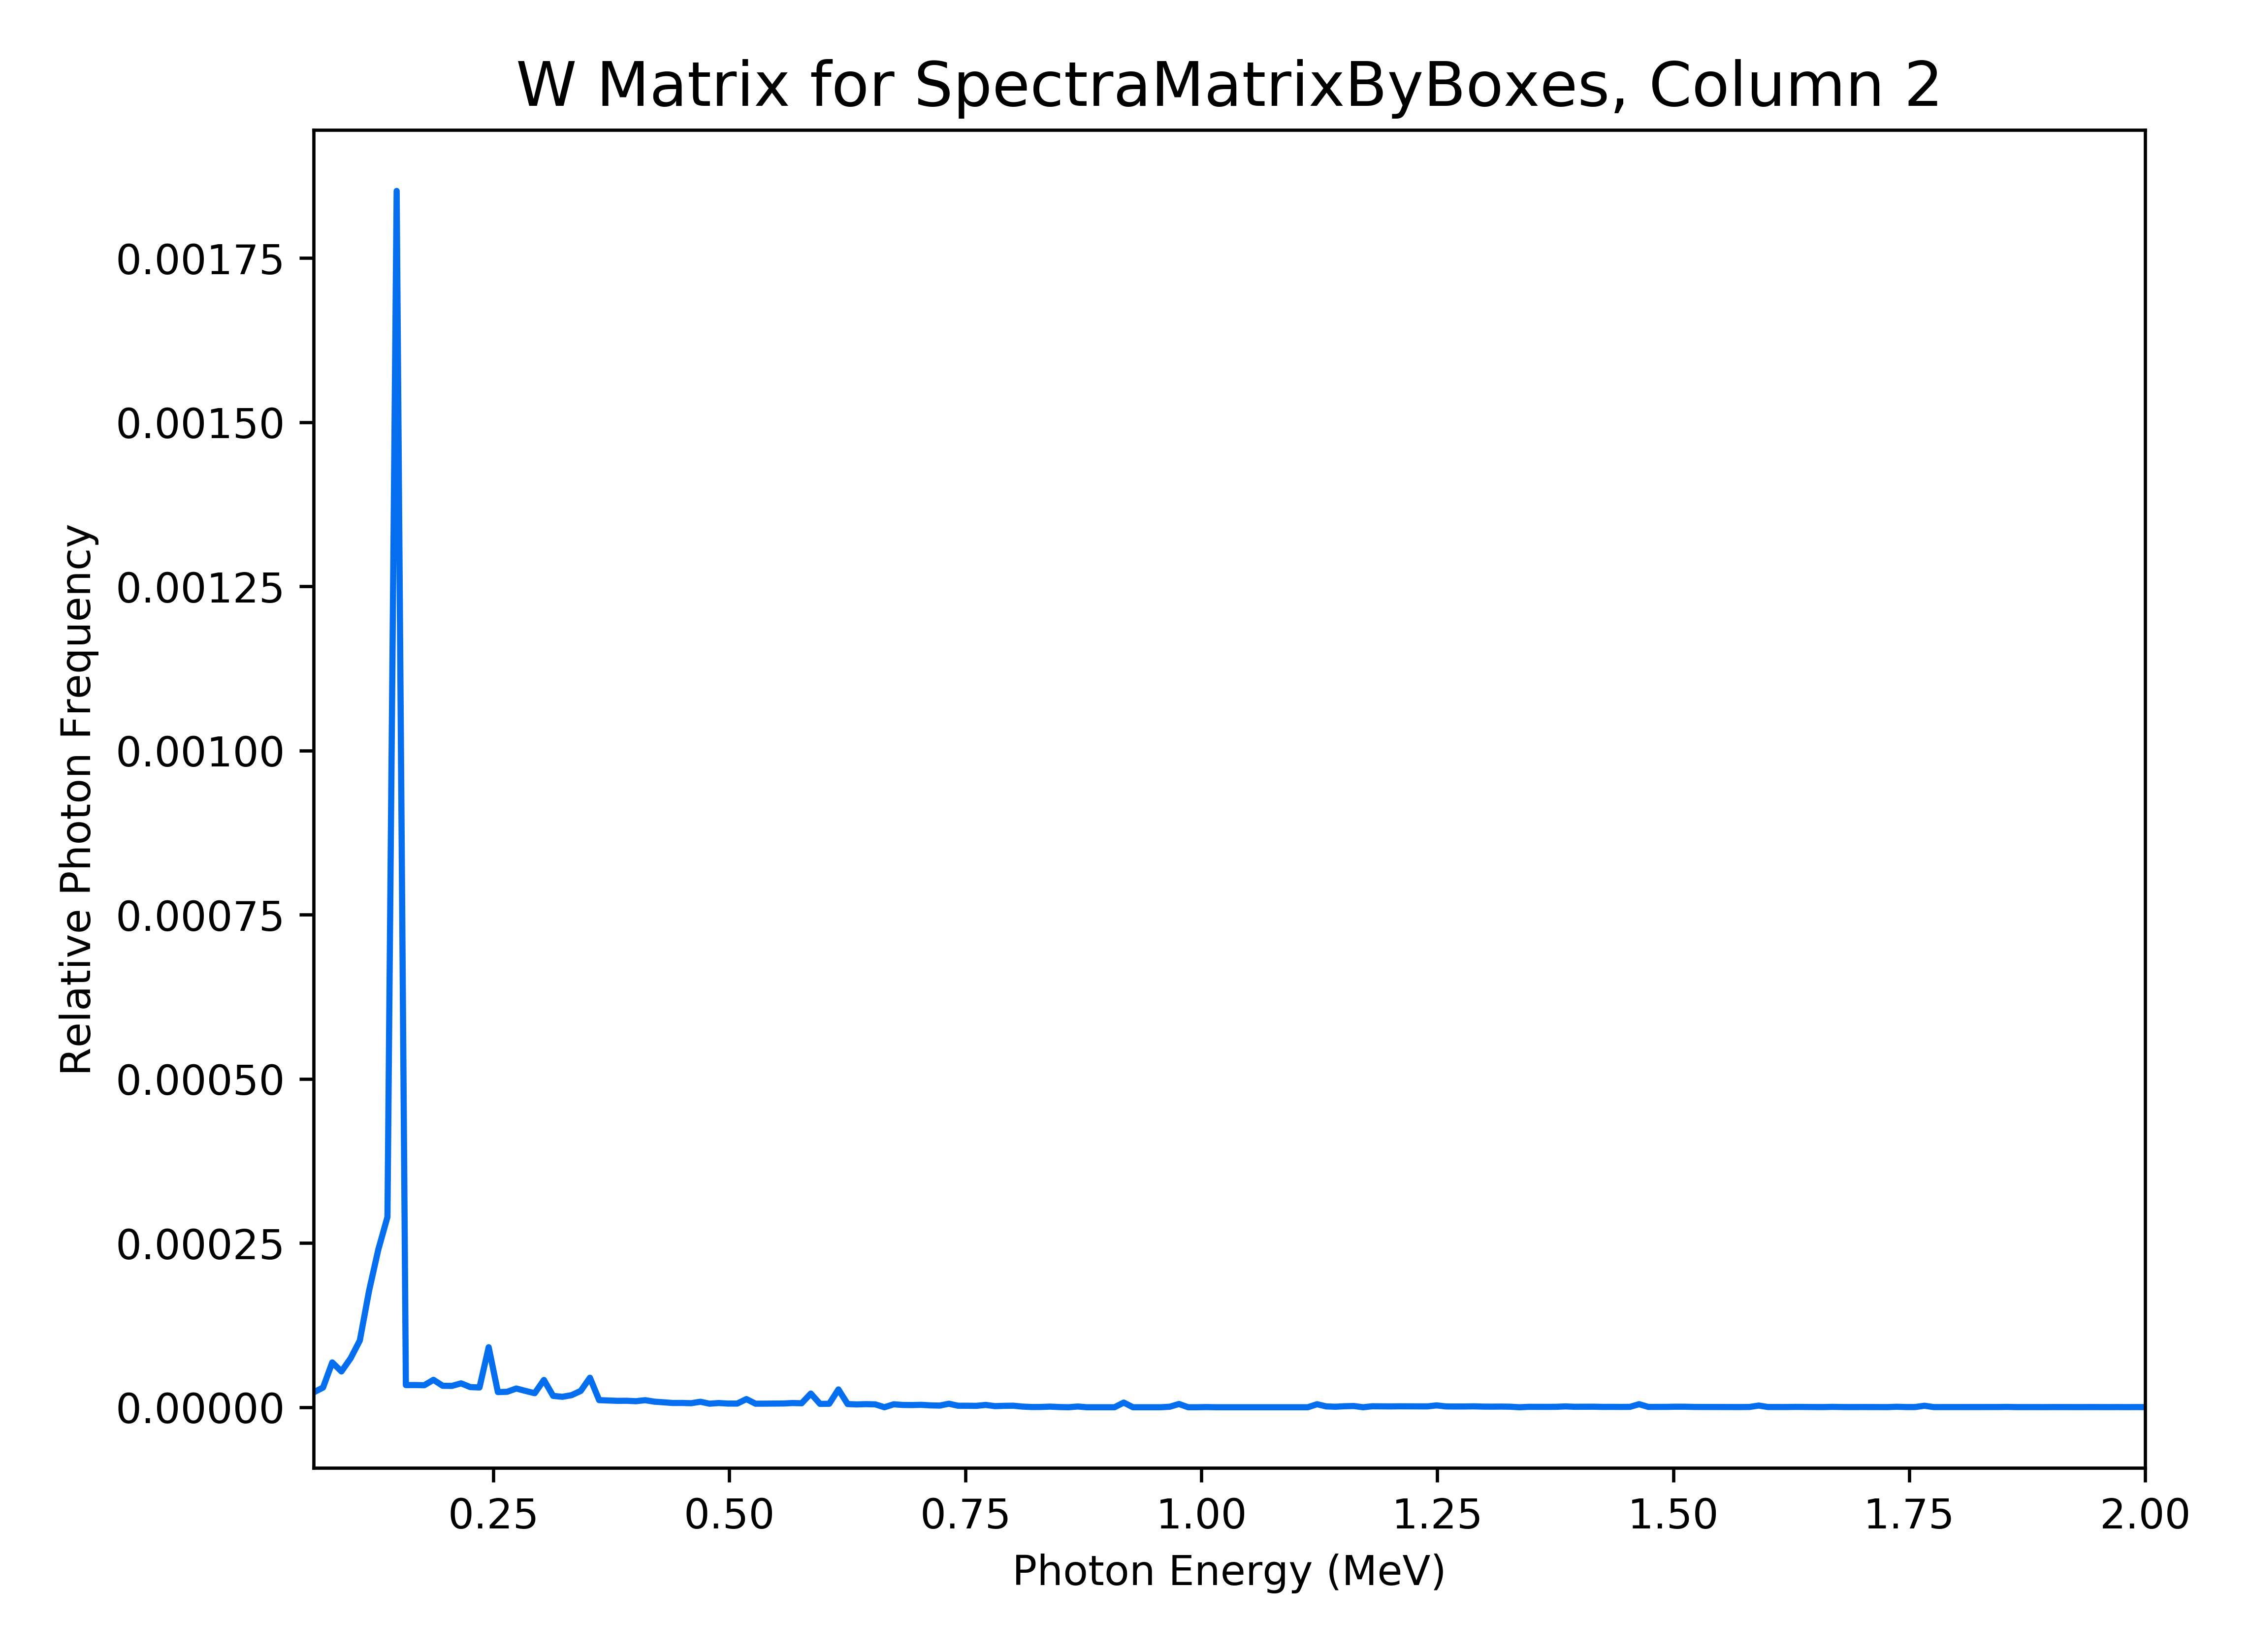 W Matrix for SpectraMatrixByBoxes, Column 2
Relative Photon Frequency
0.00175
0.00150
0.00125
0.00100
0.00075
0.00050
0.00025
0.00000
0.25 0.50 0.75 1.00 1.25 1.50 1.75 2.00
Photon Energy (MeV)